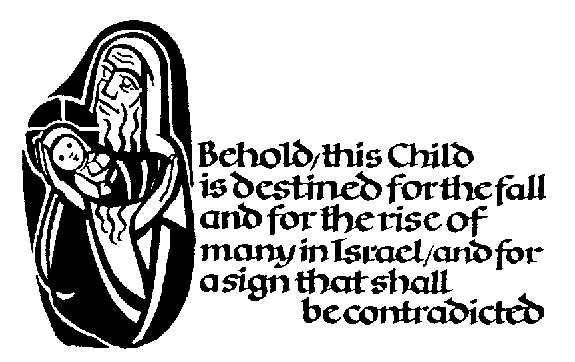 Behold, this Child
is destined for the fall
and for the rise of
many in Israel, and for
a sign that shall
be contradicted